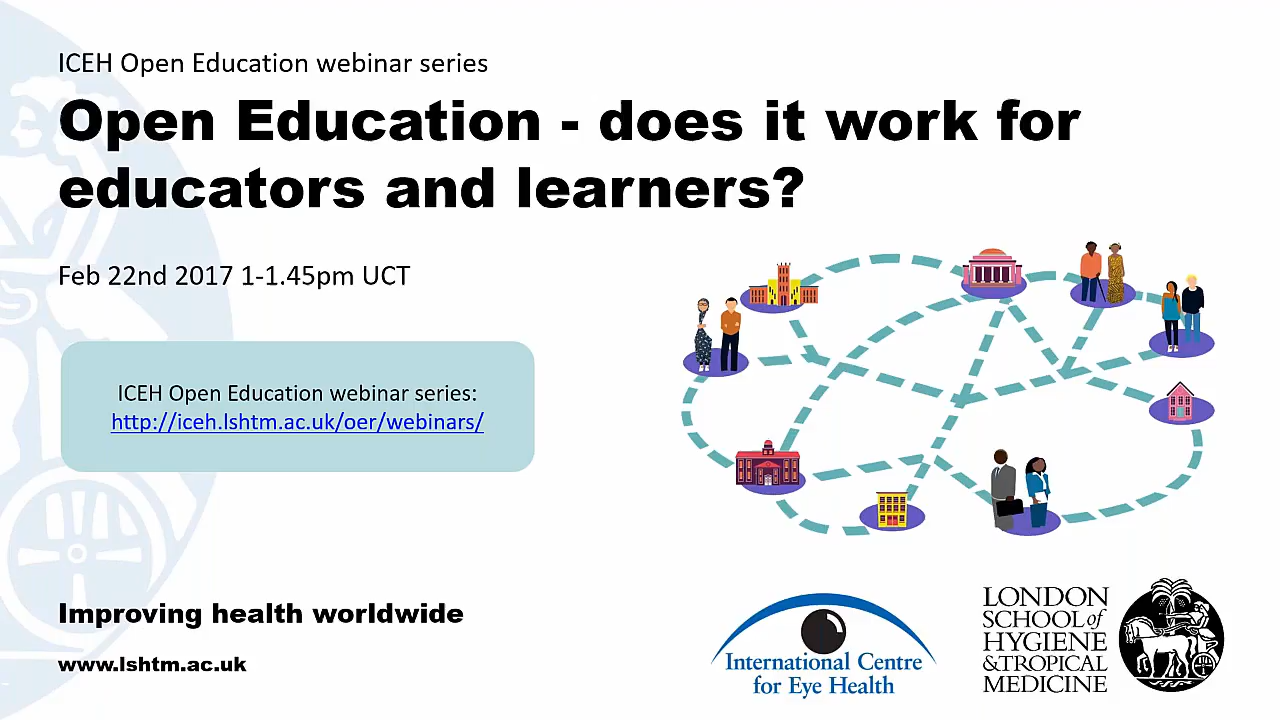 ICEH Open Education webinar series
Open Education - does it work for
educators and learners?
Feb 22nd 2017 1-1.45pm UCT
ICEH Open Education webinar series:
http://iceh.lshtm.ac.uk/oer/webinars/
Improving health worldwide
www.lshtm.ac.uk
International Centre
for Eye Health
LONDON
SCHOOL of
HYGIENE
& TROPICAL
MEDICINE